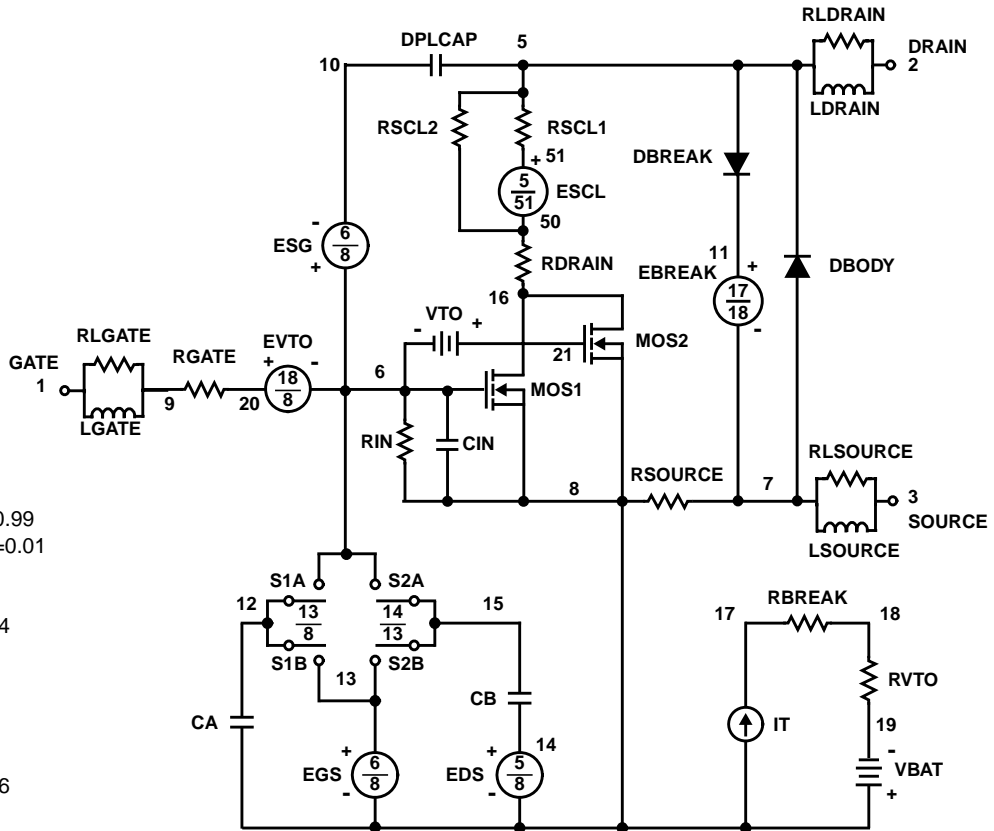 RLDRAIN
DPLCAP
5
DRAIN
10
2
LDRAIN
RSCL2
RSCL1
DBREAK
+ 51
5
51
ESCL
50
-
6
8
ESG
+
RDRAIN
11
EBREAK
+
17
18
-
DBODY
16
VTO
- +
RLGATE
EVTO
MOS2
21
GATE
RGATE
+ -
6
1
18
8
MOS1
9
20
LGATE
RIN
CIN
RLSOURCE
RSOURCE
8
7
3
SOURCE
0.99
=0.01
LSOURCE
S1A
S2A
12
13
8
14
13
15
RBREAK
17
18
4
S1B
S2B
13
RVTO
CA
CB
IT
19
14
+
+
-
6
8
5
8
VBAT
6
EGS
-
EDS
-
+